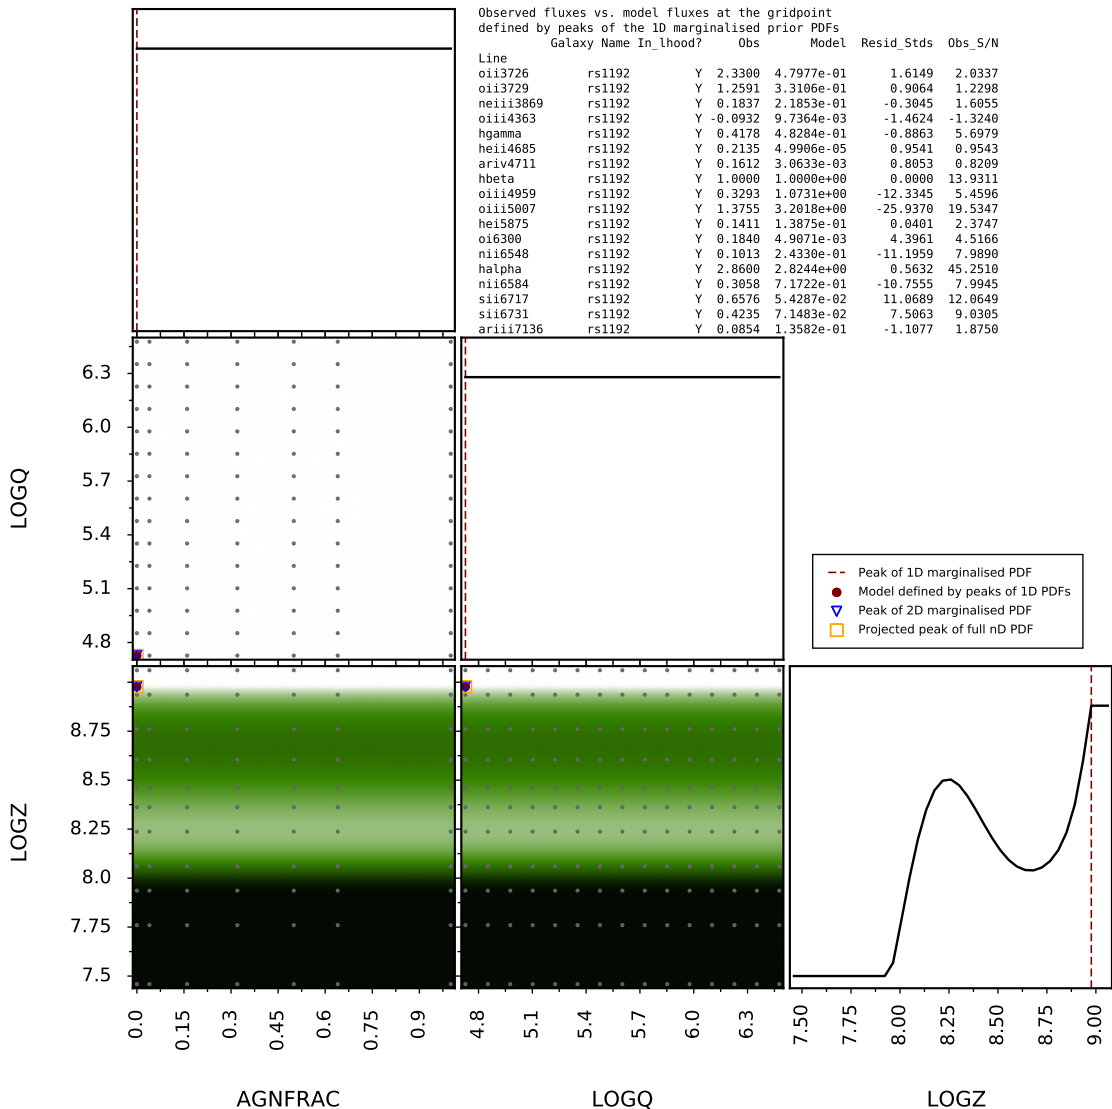 Observed fluxes vs. model fluxes at the gridpoint
defined by peaks of the 1D marginalised prior PDFs
Galaxy Name In_lhood? Obs Model Resid_Stds Obs_S/N
Line
oii3726 rs1192 Y 2.3300 4.7977e-01 1.6149 2.0337
oii3729 rs1192 Y 1.2591 3.3106e-01 0.9064 1.2298
neiii3869 rs1192 Y 0.1837 2.1853e-01 -0.3045 1.6055
oiii4363 rs1192 Y -0.0932 9.7364e-03 -1.4624 -1.3240
hgamma rs1192 Y 0.4178 4.8284e-01 -0.8863 5.6979
heii4685 rs1192 Y 0.2135 4.9906e-05 0.9541 0.9543
ariv4711 rs1192 Y 0.1612 3.0633e-03 0.8053 0.8209
hbeta rs1192 Y 1.0000 1.0000e+00 0.0000 13.9311
oiii4959 rs1192 Y 0.3293 1.0731e+00 -12.3345 5.4596
oiii5007 rs1192 Y 1.3755 3.2018e+00 -25.9370 19.5347
hei5875 rs1192 Y 0.1411 1.3875e-01 0.0401 2.3747
oi6300 rs1192 Y 0.1840 4.9071e-03 4.3961 4.5166
nii6548 rs1192 Y 0.1013 2.4330e-01 -11.1959 7.9890
halpha rs1192 Y 2.8600 2.8244e+00 0.5632 45.2510
nii6584 rs1192 Y 0.3058 7.1722e-01 -10.7555 7.9945
sii6717 rs1192 Y 0.6576 5.4287e-02 11.0689 12.0649
sii6731 rs1192 Y 0.4235 7.1483e-02 7.5063 9.0305
ariii7136 rs1192 Y 0.0854 1.3582e-01 -1.1077 1.8750
LOGQ
6.3
6.0
5.7
5.4
5.1
4.8
Peak of 1D marginalised PDF
Model defined by peaks of 1D PDFs
Peak of 2D marginalised PDF
Projected peak of full nD PDF
LOGZ
8.75
8.5
8.25
8.0
7.75
7.5
0.0 0.15 0.3 0.45 0.6 0.75 0.9
4.8 5.1 5.4 5.7 6.0 6.3
7.50 7.75 8.00 8.25 8.50 8.75 9.00
AGNFRAC LOGQ LOGZ